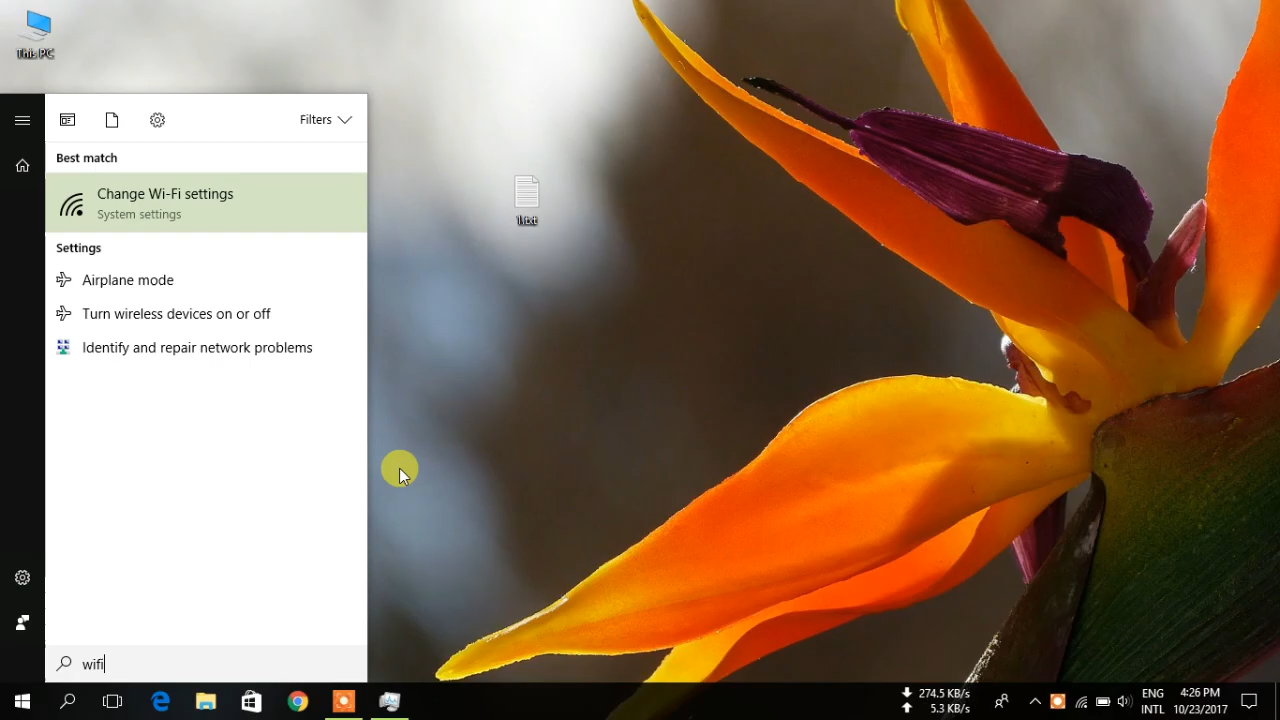 This PC
Filters
Best match
Change Wi-Fi settings
System settings
Settings
Airplane mode
Turn wireless devices on or off
Identify and repair network problems
wifi
1.txt
274.5 KB/s
5.3 KB/s
ENG
INTL
4:26 PM
10/23/2017